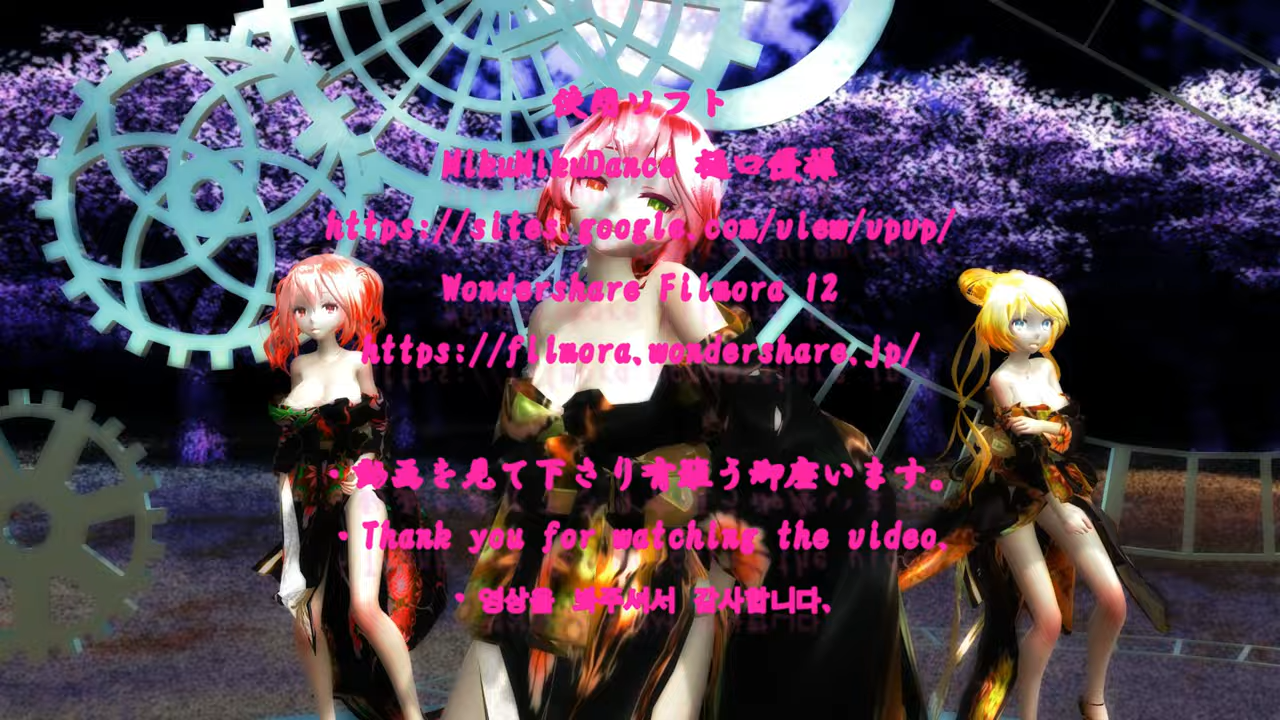 使用ソフト
MikuMikuDance 樋口優様
https://sites.google.com/view/vpvp/
Wondershare Filmora 12
https://filmora.wondershare.jp/
・動画を見て下さり有難う御座います。
・Thank you for watching the video.
・영상을 봐주셔서 감사합니다.